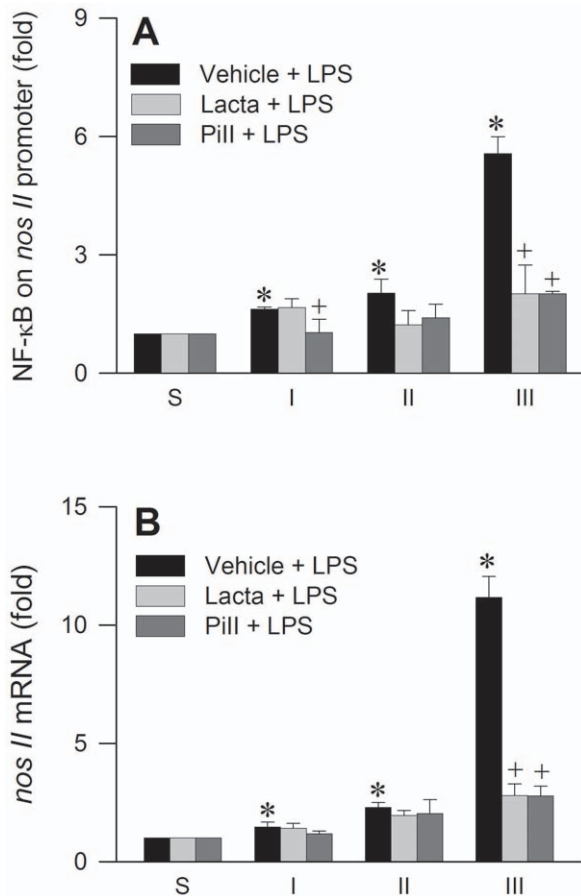 A
Vehicle + LPS
Lacta + LPS
PiII + LPS
NF-κB on nos II promoter (fold)
9
6
3
0
*
*
*
+
+
+
S I II III
B
Vehicle + LPS
Lacta + LPS
PiII + LPS
nos II mRNA (fold)
15
10
5
0
*
*
*
+ +
S I II III